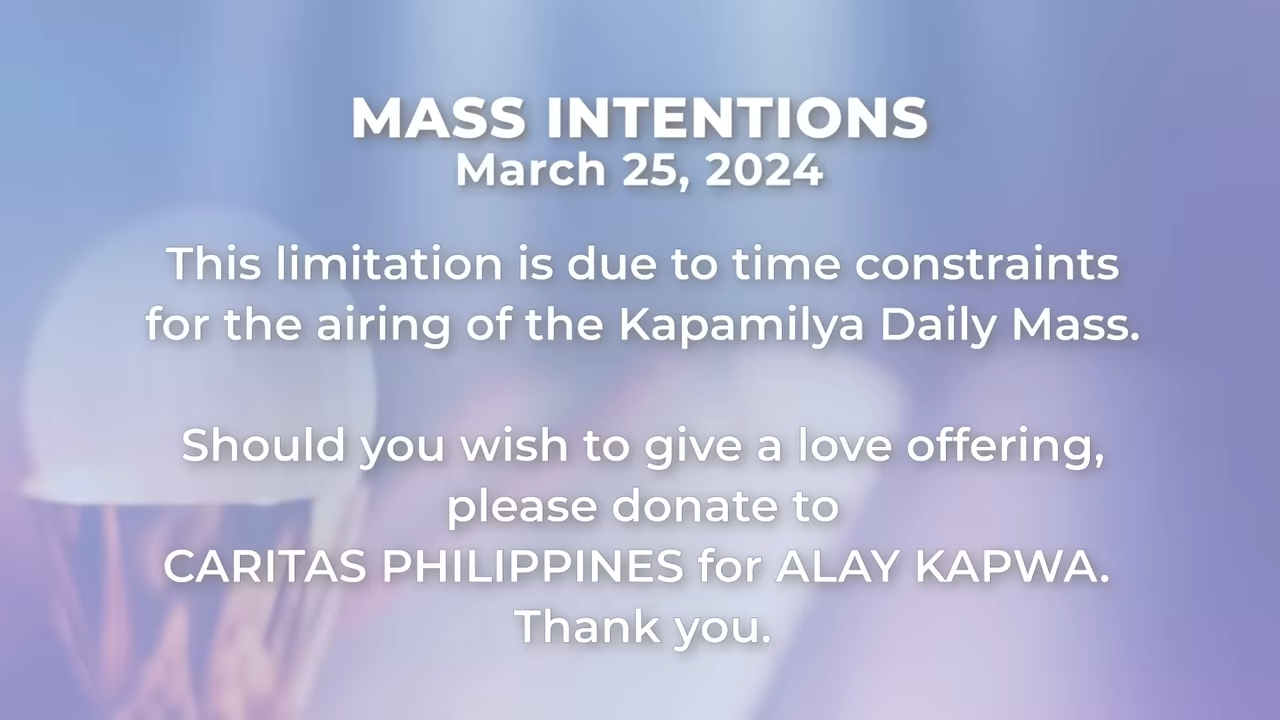 MASS INTENTIONS
March 25, 2024
This limitation is due to time constraints
for the airing of the Kapamilya Daily Mass.
Should you wish to give a love offering,
please donate to
CARITAS PHILIPPINES for ALAY KAPWA.
Thank you.